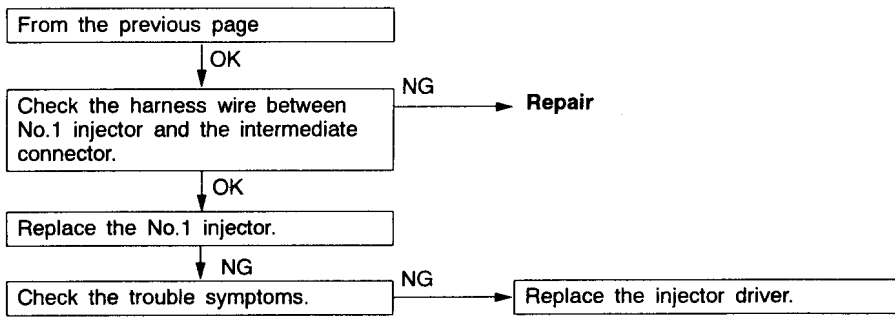 From the previous page
OK
Check the harness wire between
No.1 injector and the intermediate
connector.
NG
Repair
OK
Replace the No.1 injector.
NG
Check the trouble symptoms.
NG
Replace the injector driver.